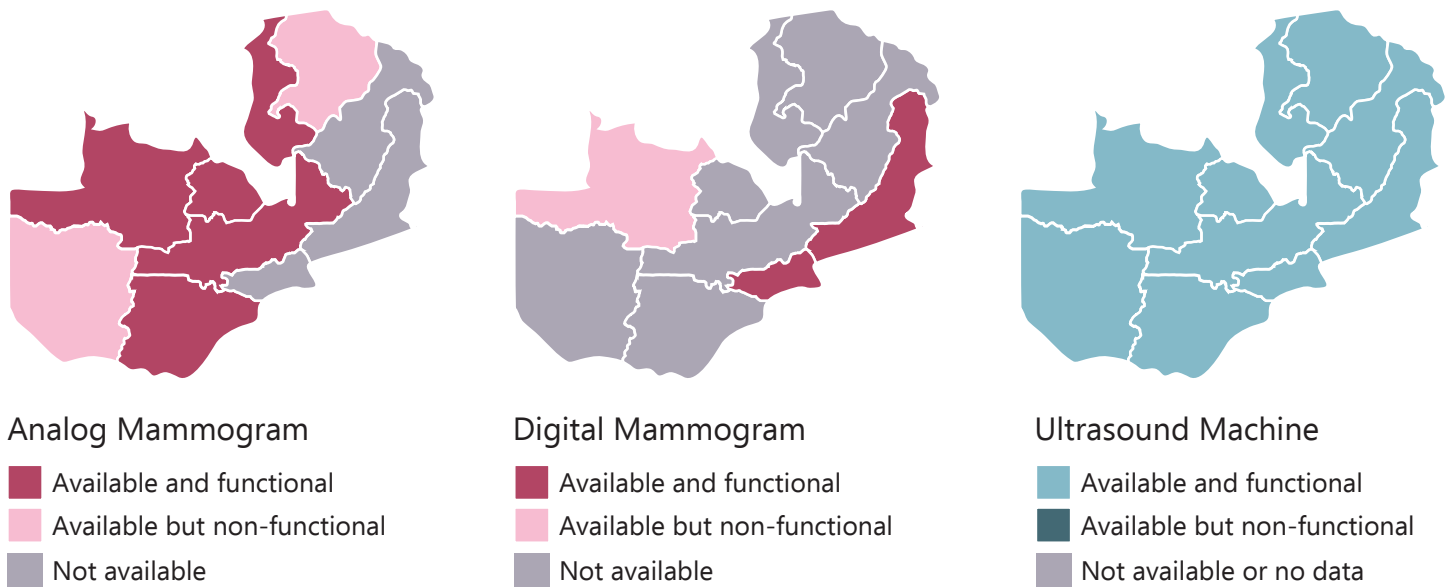 Analog Mammogram
Available and functional
Available but non-functional
Not available
Digital Mammogram
Available and functional
Available but non-functional
Not available
Ultrasound Machine
Available and functional
Available but non-functional
Not available or no data